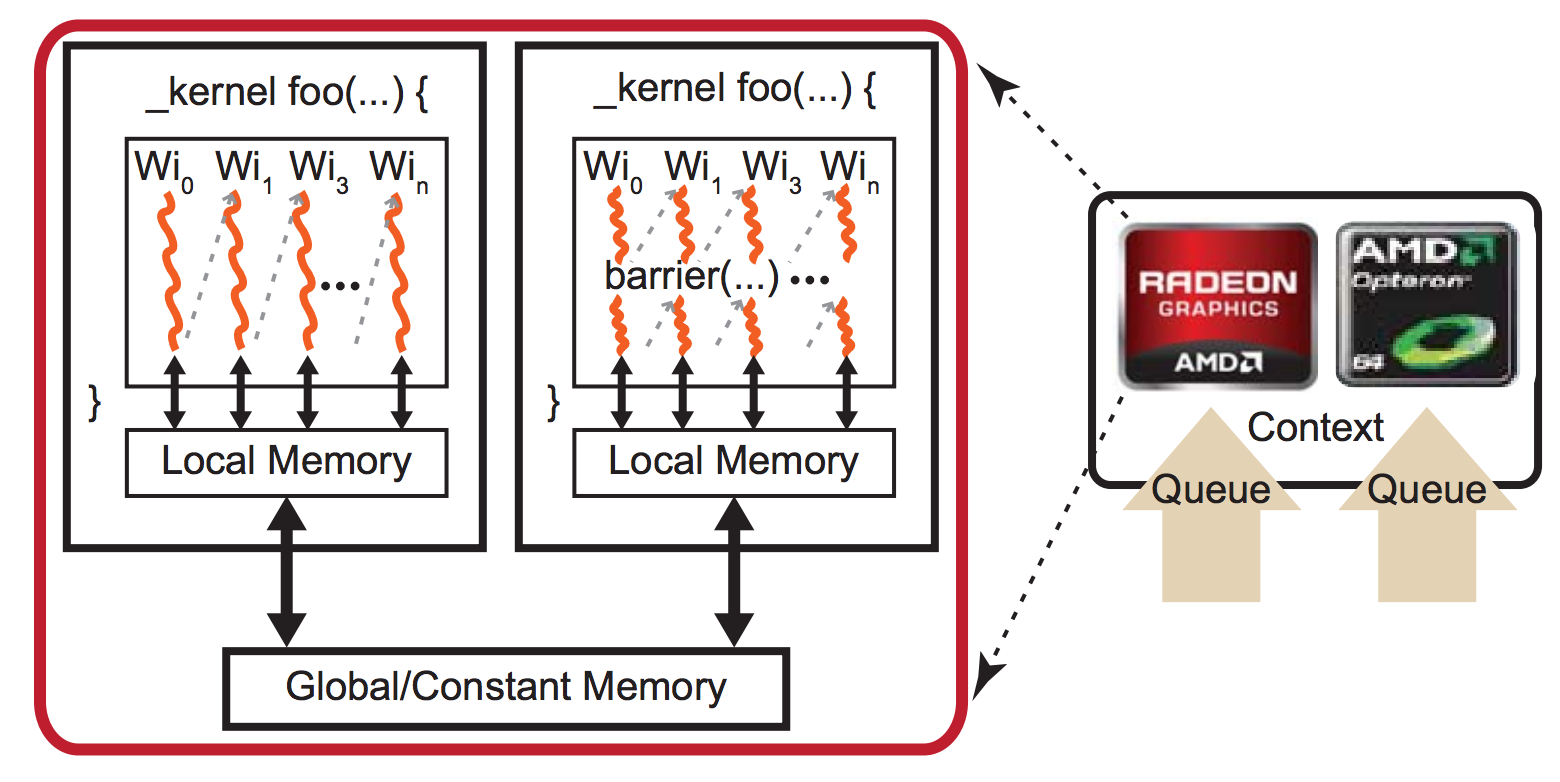 _kernel foo(...) {
Wi0 Wi1 Wi3 Win
...
}
Local Memory
_kernel foo(...) {
Wi0 Wi1 Wi3 Win
barrier(...) ...
}
Local Memory
Global/Constant Memory
RADEON
GRAPHICS
AMD
AMD
Opteron
64
Context
Queue
Queue